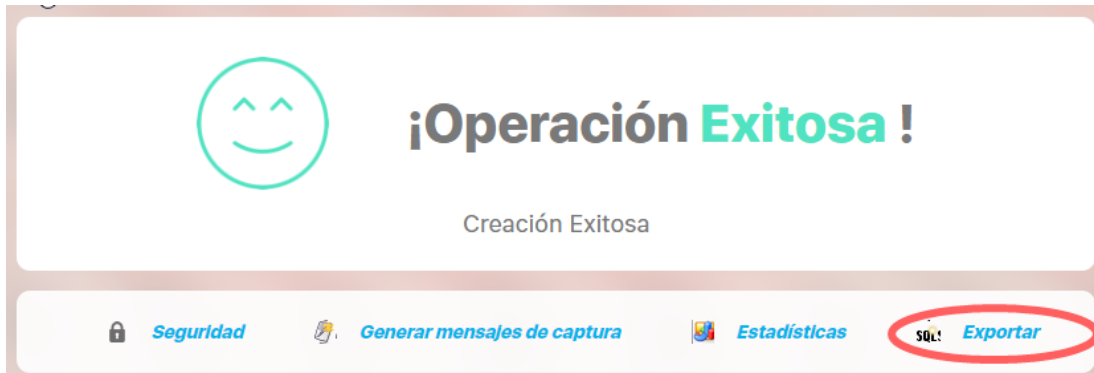 ¡Operación Exitosa !
Creación Exitosa
Seguridad Generar mensajes de captura Estadísticas Exportar